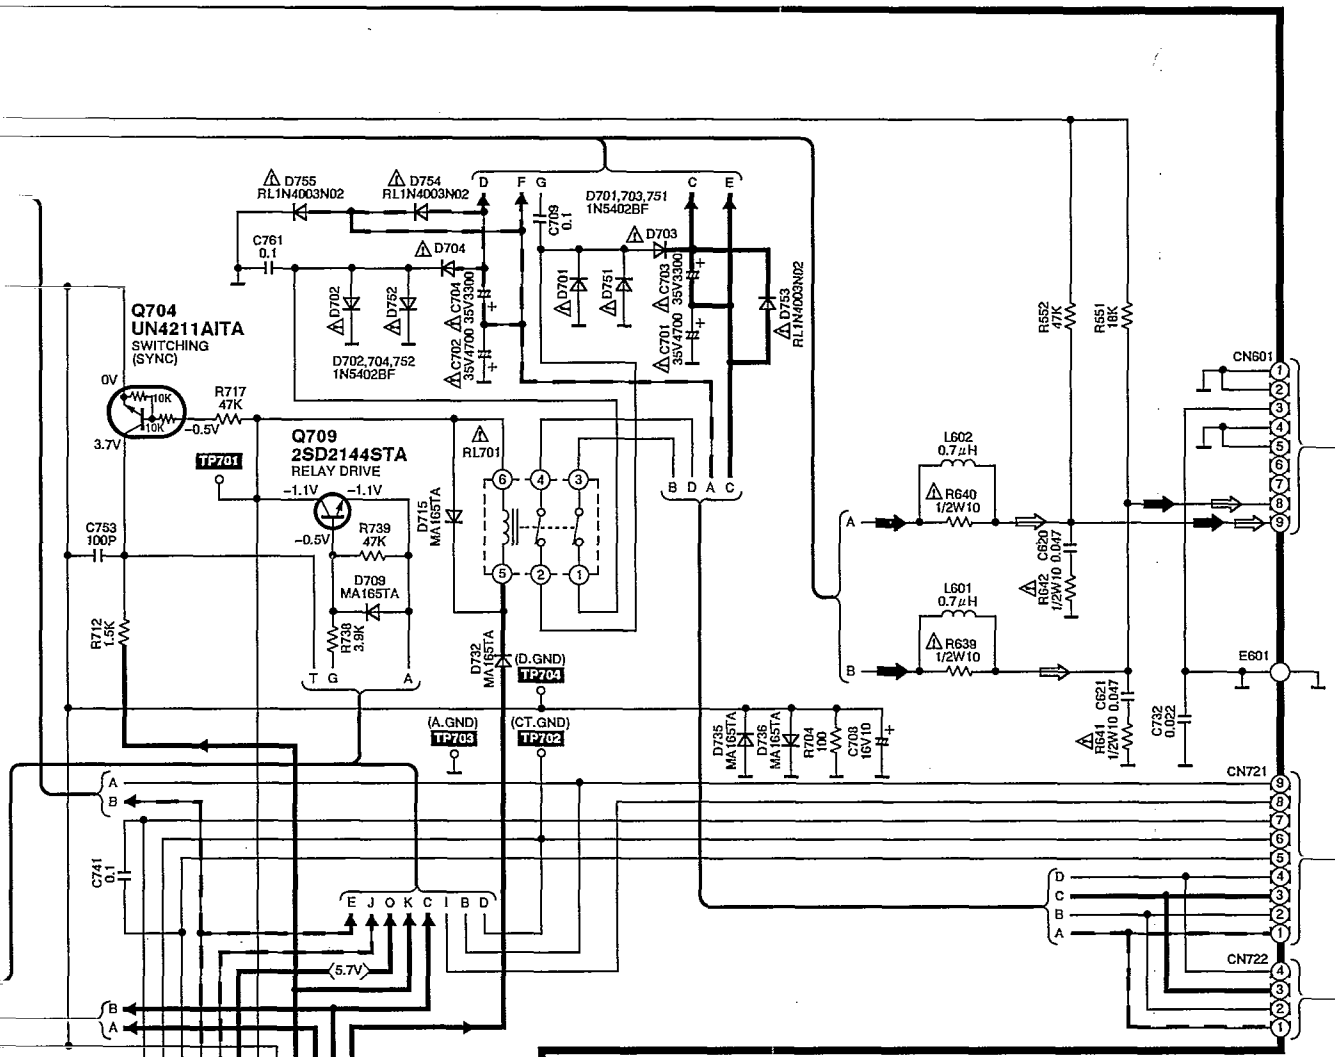 D755
RL1N4003N02
D754
RL1N4003N02
D F G
C709
0.1
D701,703,751
1N5402BF
C E
C761
0.1
D704
D703
D702
D752
C704
35V3300
C702
35V4700
D701
D751
C703
35V3300
C701
35V4700
D753
RL1N4003N02
D702,704,752
1N5402BF
R552
47K
R551
18K
Q704
UN4211AITA
SWITCHING
(SYNC)
0V
10K
10K
3.7V
R717
47K
-0.5V
TP701
Q709
2SD2144STA
RELAY DRIVE
-1.1V
-1.1V
-0.5V
RL701
6 4 3
5 2 1
D715
MA165TA
B D A C
C753
100P
R739
47K
D709
MA165TA
R738
3.9K
R712
1.5K
T G A
D732
MA165TA
(D.GND)
TP704
(A.GND)
TP703
(CT.GND)
TP702
A
B
L602
0.7μH
R640
1/2W10
C620
0.047
R642
1/2W10
L601
0.7μH
R639
1/2W10
C621
0.047
R641
1/2W10
C732
0.022
D735
MA165TA
D736
MA165TA
R704
100
C708
16V10
CN601
1
2
3
4
5
6
7
8
9
E601
CN721
9
8
7
6
5
4
3
2
1
D
C
B
A
CN722
4
3
2
1
A
B
C741
0.1
E J O K C I B D
5.7V
B
A